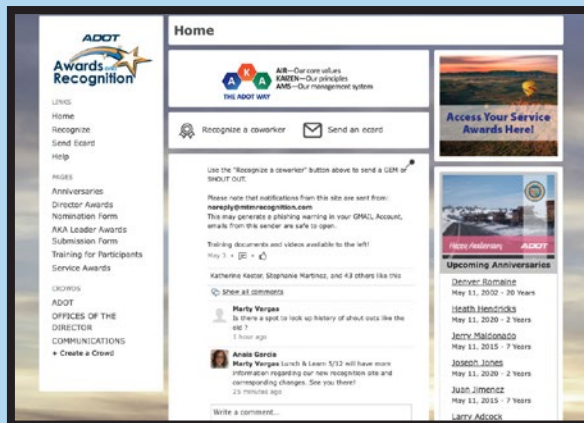 ADOT
Awards and
Recognition
LINKS
Home
Recognize
Send Ecard
Help
PAGES
Anniversaries
Director Awards
Nomination Form
AKA Leader Awards
Submission Form
Training for Participants
Service Awards
CROWDS
ADOT
OFFICES OF THE
DIRECTOR
COMMUNICATIONS
+ Create a Crowd
Home
A K A
THE ADOT WAY
AIR—Our core values
KAIZEN—Our principles
AMS—Our management system
Recognize a coworker
Send an ecard
Use the "Recognize a coworker" button above to send a GEM or
SHOUT OUT.
Please note that notifications from this site are sent from:
noreply@mtmrecognition.com
This may generate a phishing warning in your GMAIL Account,
emails from this sender are safe to open.
Training documents and videos available to the left!
May 3
Katherine Kester, Stephanie Martinez, and 43 others like this
Show all comments
Marty Vargas
Is there a spot to look up history of shout outs like the
old ?
1 hour ago
Anais Garcia
Marty Vargas Lunch & Learn 5/12 will have more
information regarding our new recognition site and
corresponding changes. See you there!
25 minutes ago
Write a comment...
Access Your Service
Awards Here!
Happy Anniversary
ADOT
Upcoming Anniversaries
Denver Romaine
May 11, 2002 - 20 Years
Heath Hendricks
May 11, 2020 - 2 Years
Jerry Maldonado
May 11, 2015 - 7 Years
Joseph Jones
May 11, 2020 - 2 Years
Juan Jimenez
May 11, 2015 - 7 Years
Larry Adcock